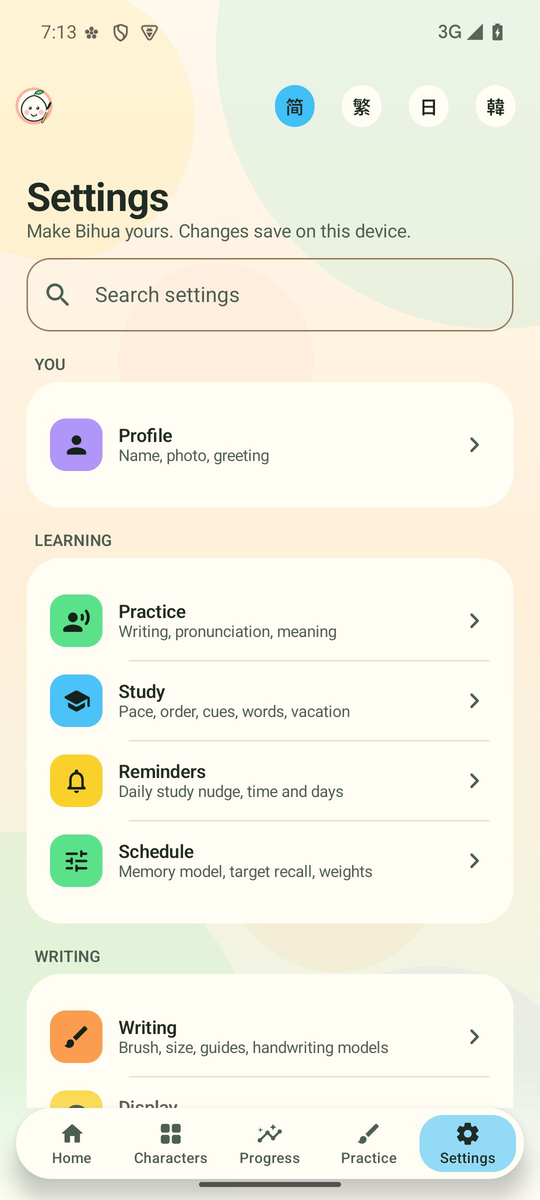 7:13
3G
简
繁
日
韓
Settings
Make Bihua yours. Changes save on this device.
Search settings
YOU
Profile
Name, photo, greeting
LEARNING
Practice
Writing, pronunciation, meaning
Study
Pace, order, cues, words, vacation
Reminders
Daily study nudge, time and days
Schedule
Memory model, target recall, weights
WRITING
Writing
Brush, size, guides, handwriting models
Display
Home
Characters
Progress
Practice
Settings